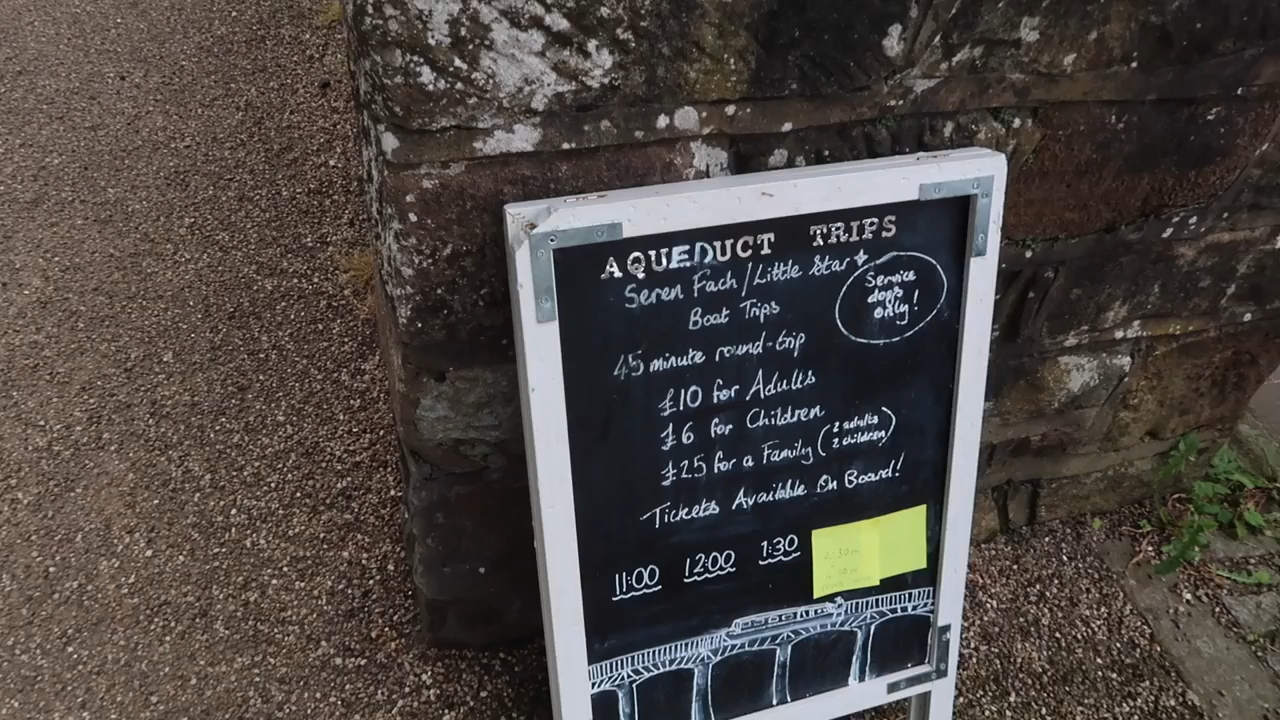 AQUEDUCT TRIPS
Seren Fach/Little Star
Service
dogs
only!
Boat Trips
45 minute round-trip
£10 for Adults
£6 for Children
£25 for a Family (2 adults
2 children)
Tickets Available On Board!
11:00 12:00 1:30